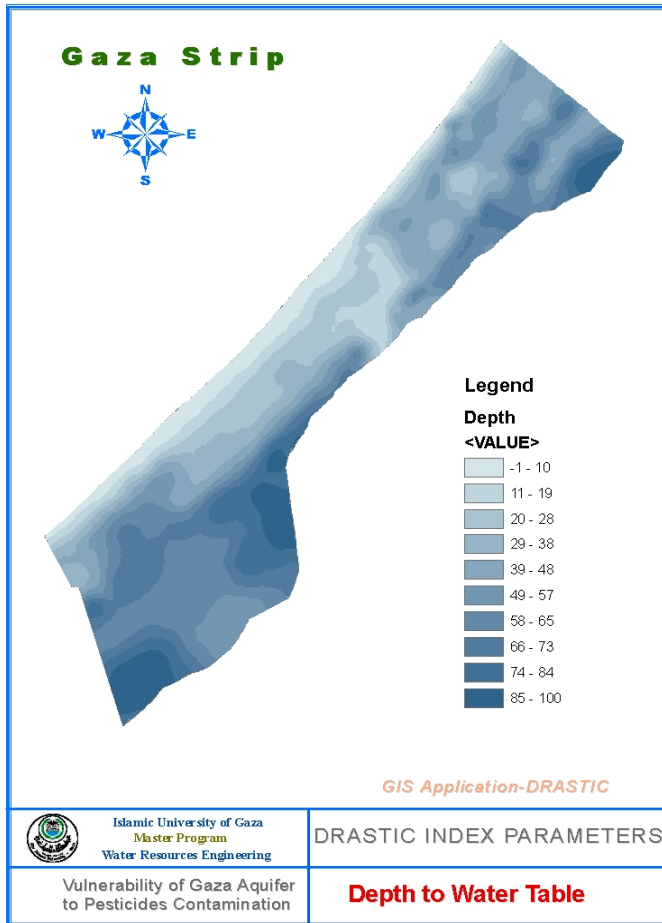 Gaza Strip
N
W E
S
Legend
Depth
<VALUE>
-1 - 10
11 - 19
20 - 28
29 - 38
39 - 48
49 - 57
58 - 65
66 - 73
74 - 84
85 - 100
GIS Application-DRASTIC
Islamic University of Gaza
Master Program
Water Resources Engineering
DRASTIC INDEX PARAMETERS
Vulnerability of Gaza Aquifer
to Pesticides Contamination
Depth to Water Table